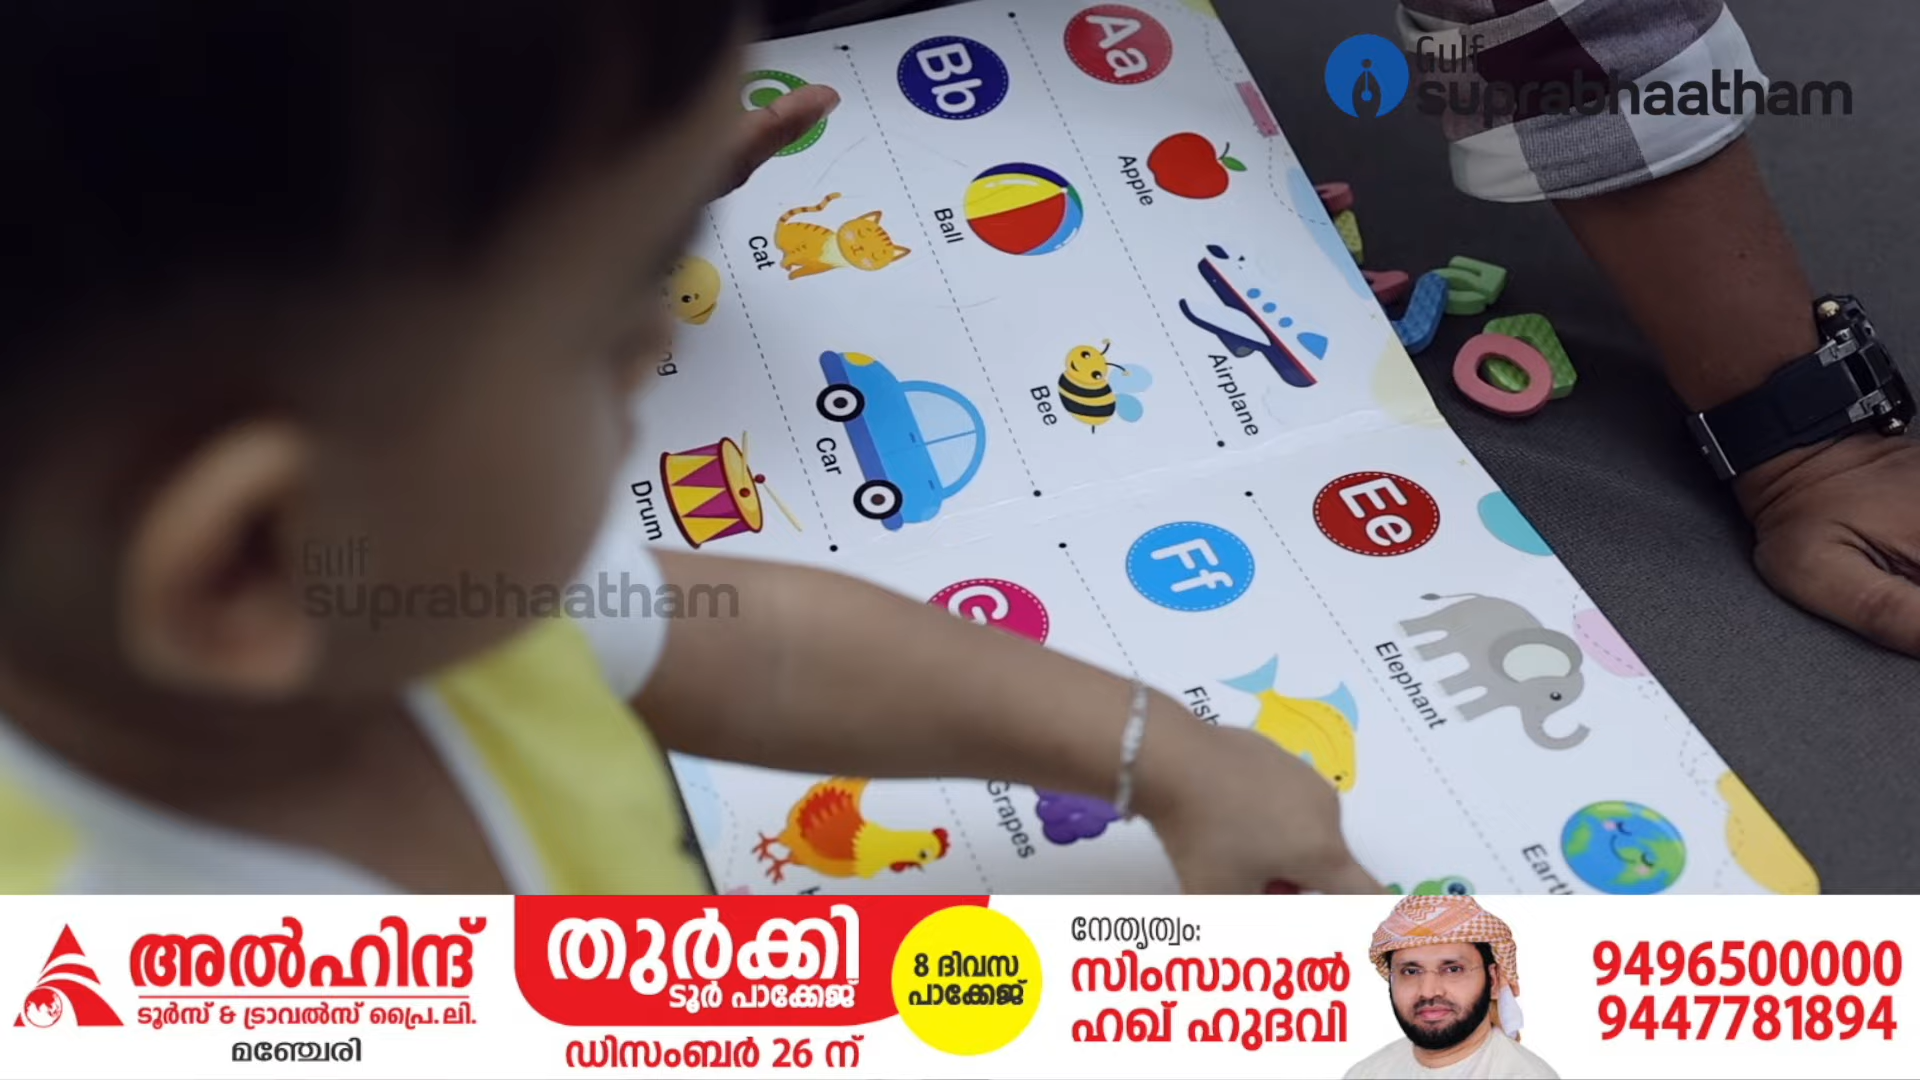 Gulf
suprabhaatham
Aa
Bb
Apple
Ball
Cat
Airplane
Bee
Car
Drum
Ee
Ff
Elephant
Fish
Grapes
Gulf
suprabhaatham
അൽഹിന്ദ്
ടൂർസ് & ട്രാവൽസ് പ്രൈ.ലി.
മഞ്ചേരി
തുർക്കി
ടൂർ പാക്കേജ്
ഡിസംബർ 26 ന്
8 ദിവസ
പാക്കേജ്
നേതൃത്വം:
സിംസാറുൽ
ഹഖ് ഹുദവി
9496500000
9447781894